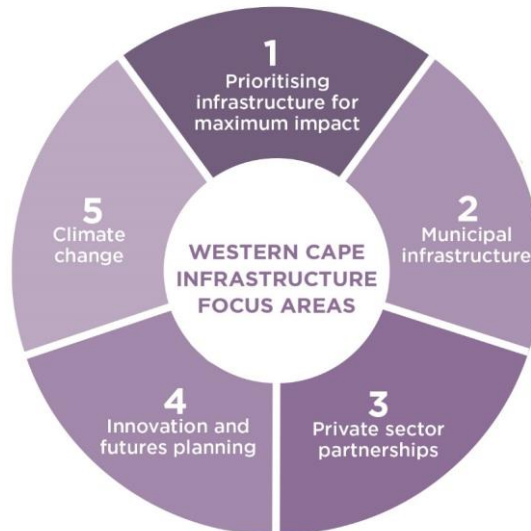 1
Prioritising
infrastructure for
maximum impact
2
Municipal
infrastructure
3
Private sector
partnerships
4
Innovation and
futures planning
5
Climate
change
WESTERN CAPE
INFRASTRUCTURE
FOCUS AREAS